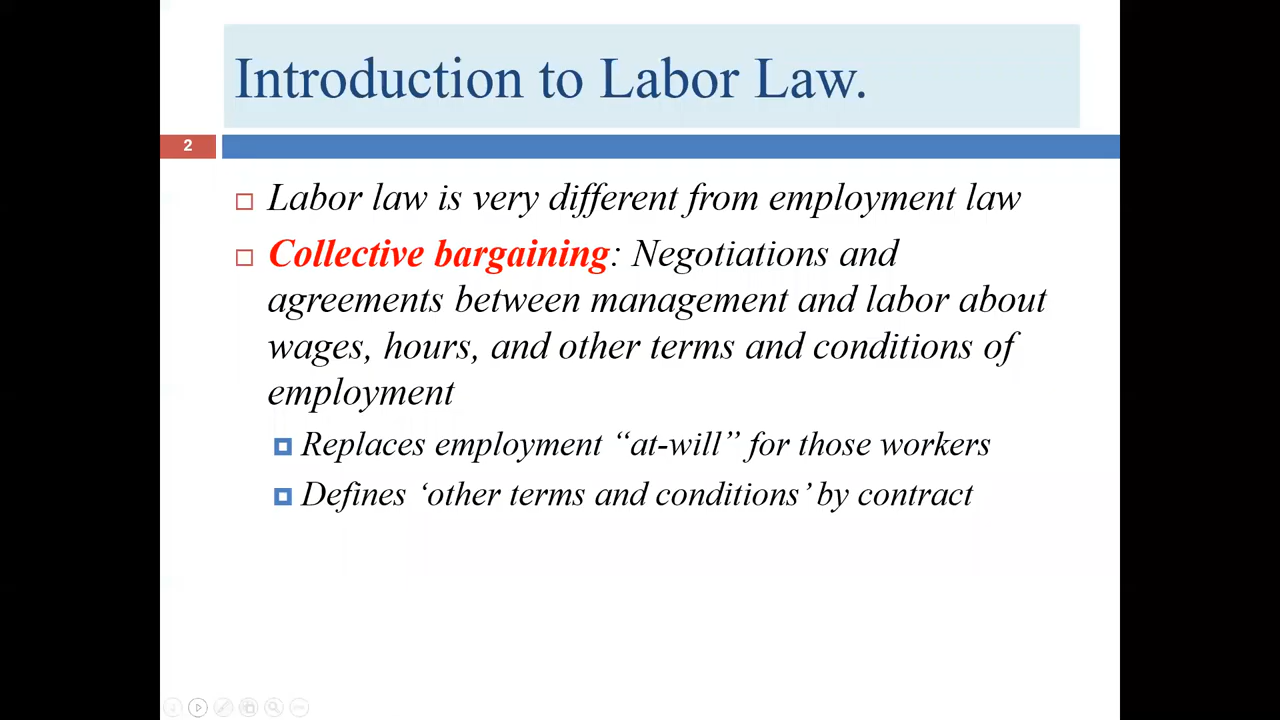 Introduction to Labor Law.
2
Labor law is very different from employment law
Collective bargaining: Negotiations and
agreements between management and labor about
wages, hours, and other terms and conditions of
employment
Replaces employment “at-will” for those workers
Defines ‘other terms and conditions’ by contract